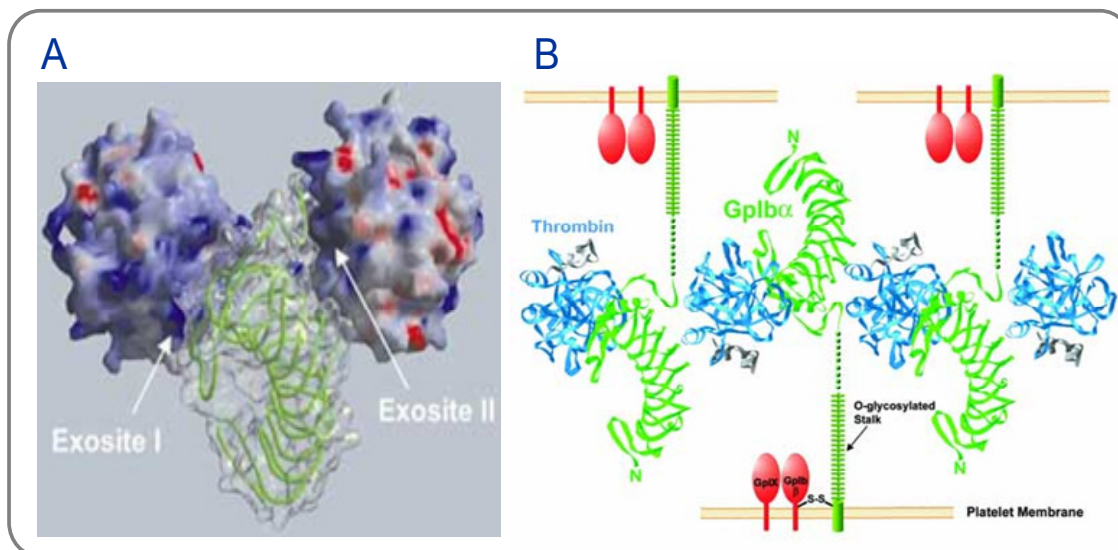 A
B
N
GpIbα
Thrombin
Exosite I
Exosite II
O-glycosylated
Stalk
N
N
GpIX
GpIb
β
S-S
Platelet Membrane